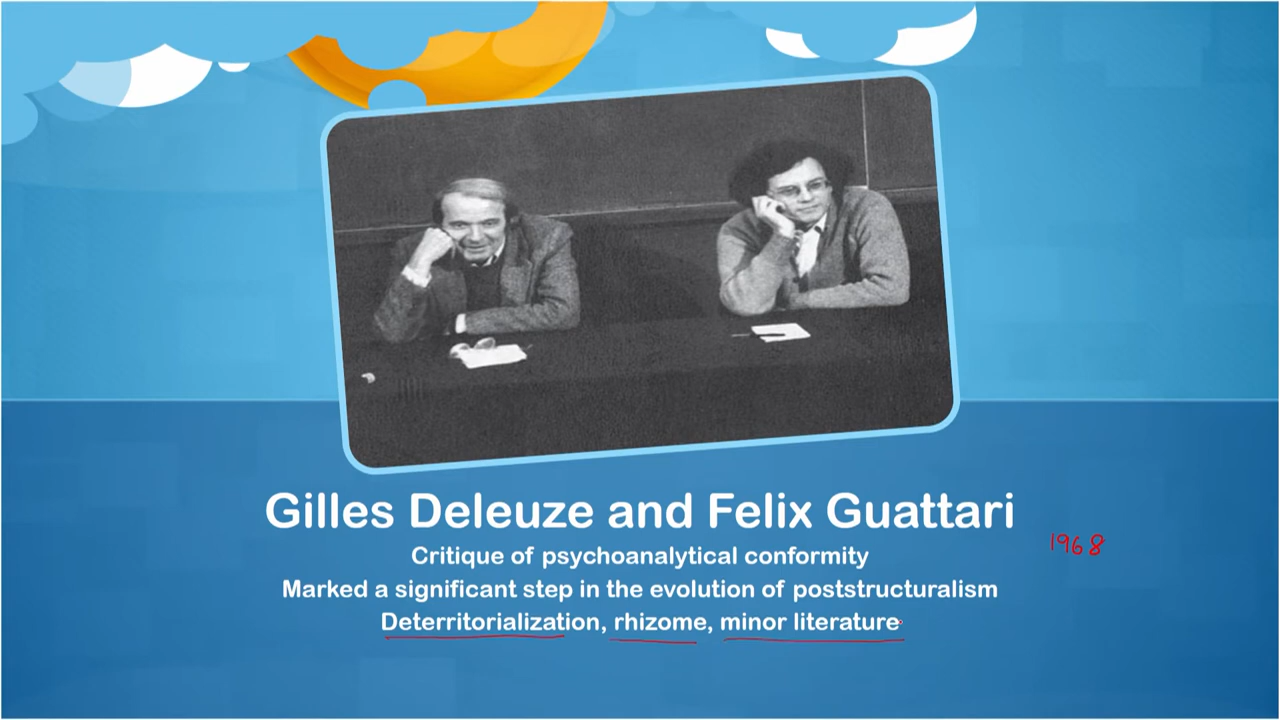 Gilles Deleuze and Felix Guattari
1968
Critique of psychoanalytical conformity
Marked a significant step in the evolution of poststructuralism
Deterritorialization, rhizome, minor literature